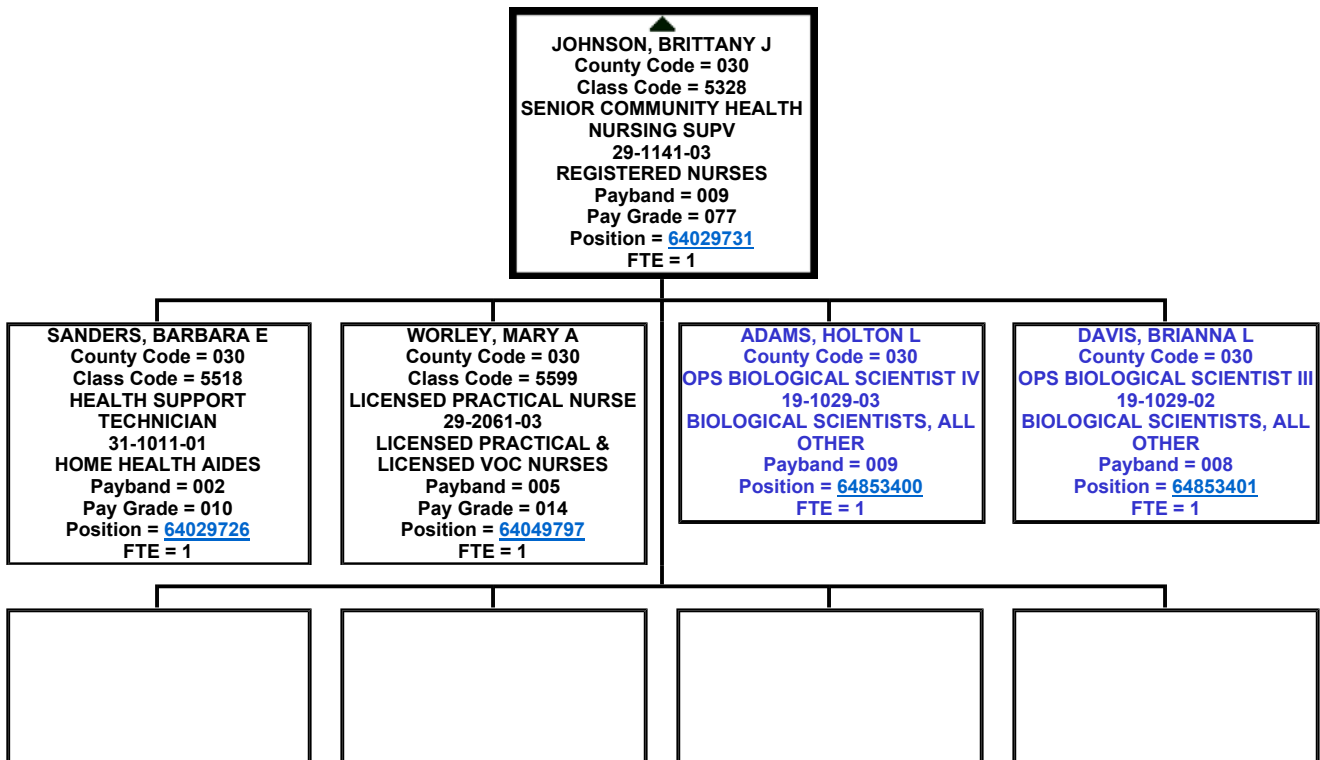 JOHNSON, BRITTANY J
County Code = 030
Class Code = 5328
SENIOR COMMUNITY HEALTH
NURSING SUPV
29-1141-03
REGISTERED NURSES
Payband = 009
Pay Grade = 077
Position = 64029731
FTE = 1
SANDERS, BARBARA E
County Code = 030
Class Code = 5518
HEALTH SUPPORT
TECHNICIAN
31-1011-01
HOME HEALTH AIDES
Payband = 002
Pay Grade = 010
Position = 64029726
FTE = 1
WORLEY, MARY A
County Code = 030
Class Code = 5599
LICENSED PRACTICAL NURSE
29-2061-03
LICENSED PRACTICAL &
LICENSED VOC NURSES
Payband = 005
Pay Grade = 014
Position = 64049797
FTE = 1
ADAMS, HOLTON L
County Code = 030
OPS BIOLOGICAL SCIENTIST IV
19-1029-03
BIOLOGICAL SCIENTISTS, ALL
OTHER
Payband = 009
Position = 64853400
FTE = 1
DAVIS, BRIANNA L
County Code = 030
OPS BIOLOGICAL SCIENTIST III
19-1029-02
BIOLOGICAL SCIENTISTS, ALL
OTHER
Payband = 008
Position = 64853401
FTE = 1